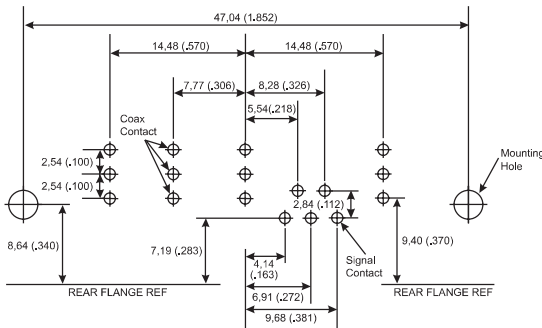 47,04 (1.852)
14,48 (.570)
14,48 (.570)
7,77 (.306)
8,28 (.326)
5,54(.218)
Coax
Contact
2,54 (.100)
2,54 (.100)
Mounting
Hole
2,84 (.112)
8,64 (.340)
7,19 (.283)
9,40 (.370)
Signal
Contact
4,14
(.163)
REAR FLANGE REF
REAR FLANGE REF
6,91 (.272)
9,68 (.381)